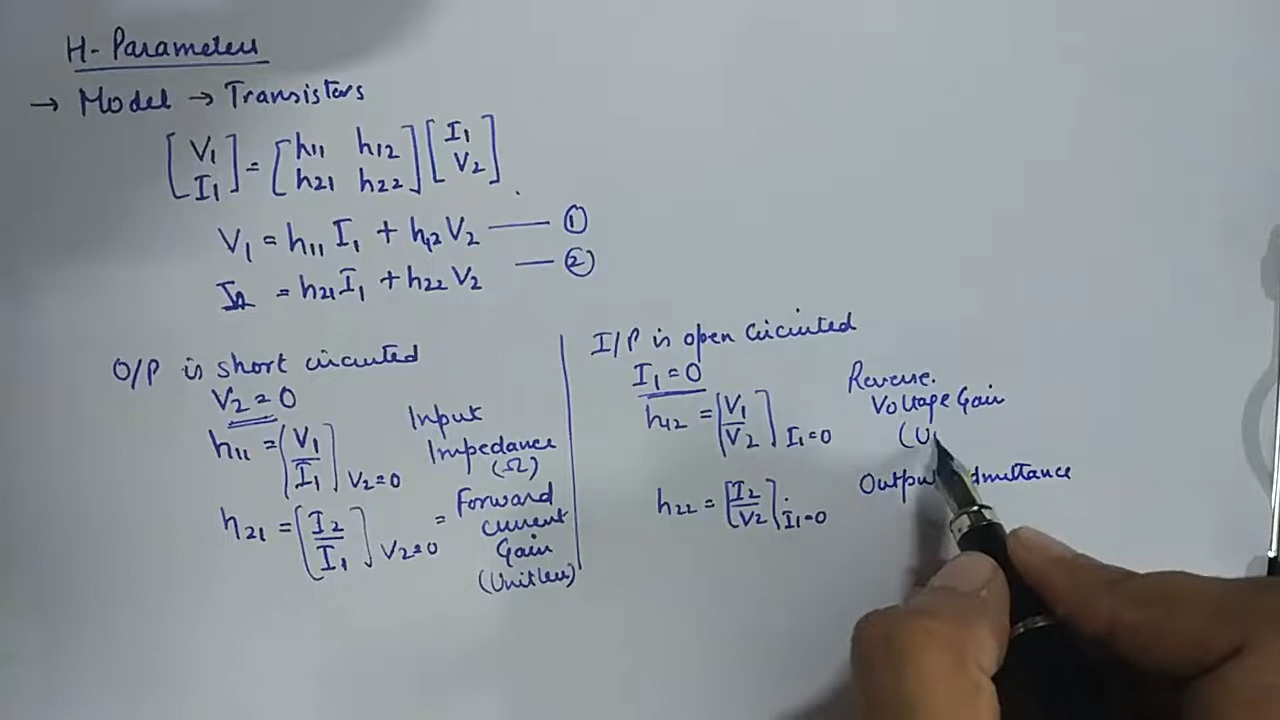 H-Parameters
→ Model → Transistors
[V1 I1] = [h11 h12 h21 h22] [I1 V2]
V1 = h11 I1 + h12 V2 —— ①
I2 = h21 I1 + h22 V2 — ②
O/P is short circuited
V2 = 0
h11 = (V1/I1] V2=0
Input
Impedance
(Ω)
h21 = [I2/I1] V2=0
= Forward
current
Gain
(Unitless)
I/P is open circuited
I1 = 0
h12 = [V1/V2] I1=0
Reverse.
Voltage Gain
(U
h22 = [I2/V2] I1=0
Output